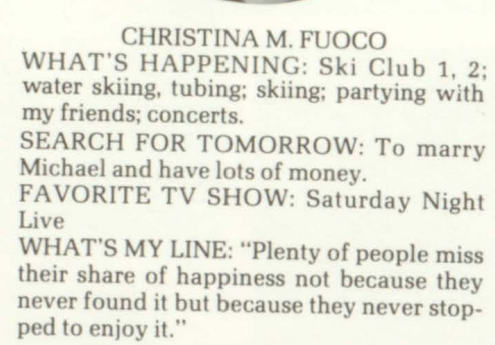 CHRISTINA M. FUOCO
WHAT'S HAPPENING: Ski Club 1, 2;
water skiing, tubing; skiing; partying with
my friends; concerts.
SEARCH FOR TOMORROW: To marry
Michael and have lots of money.
FAVORITE TV SHOW: Saturday Night
Live
WHAT'S MY LINE: "Plenty of people miss
their share of happiness not because they
never found it but because they never stop-
ped to enjoy it."